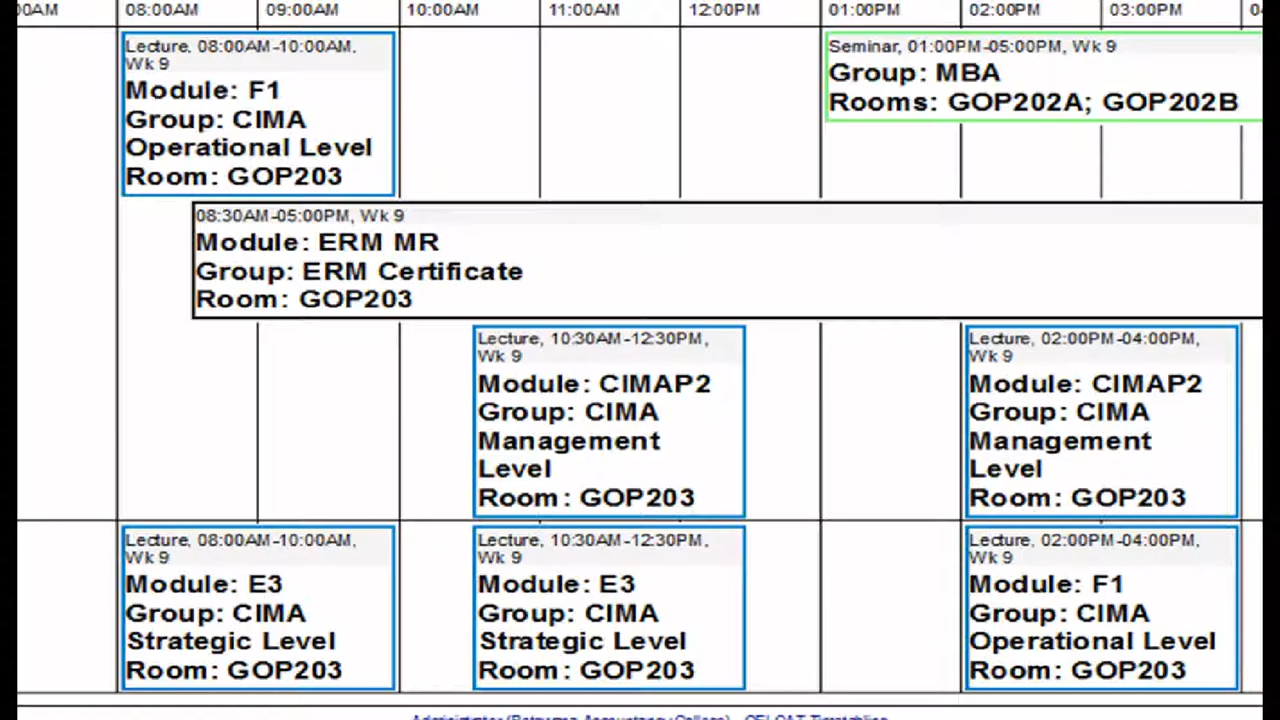 08:00AM 09:00AM 10:00AM 11:00AM 12:00PM 01:00PM 02:00PM 03:00PM
Lecture, 08:00AM-10:00AM,
Wk 9
Module: F1
Group: CIMA
Operational Level
Room: GOP203
Seminar, 01:00PM-05:00PM, Wk 9
Group: MBA
Rooms: GOP202A; GOP202B
08:30AM-05:00PM, Wk 9
Module: ERM MR
Group: ERM Certificate
Room: GOP203
Lecture, 10:30AM-12:30PM,
Wk 9
Module: CIMAP2
Group: CIMA
Management
Level
Room: GOP203
Lecture, 02:00PM-04:00PM,
Wk 9
Module: CIMAP2
Group: CIMA
Management
Level
Room: GOP203
Lecture, 08:00AM-10:00AM,
Wk 9
Module: E3
Group: CIMA
Strategic Level
Room: GOP203
Lecture, 10:30AM-12:30PM,
Wk 9
Module: E3
Group: CIMA
Strategic Level
Room: GOP203
Lecture, 02:00PM-04:00PM,
Wk 9
Module: F1
Group: CIMA
Operational Level
Room: GOP203